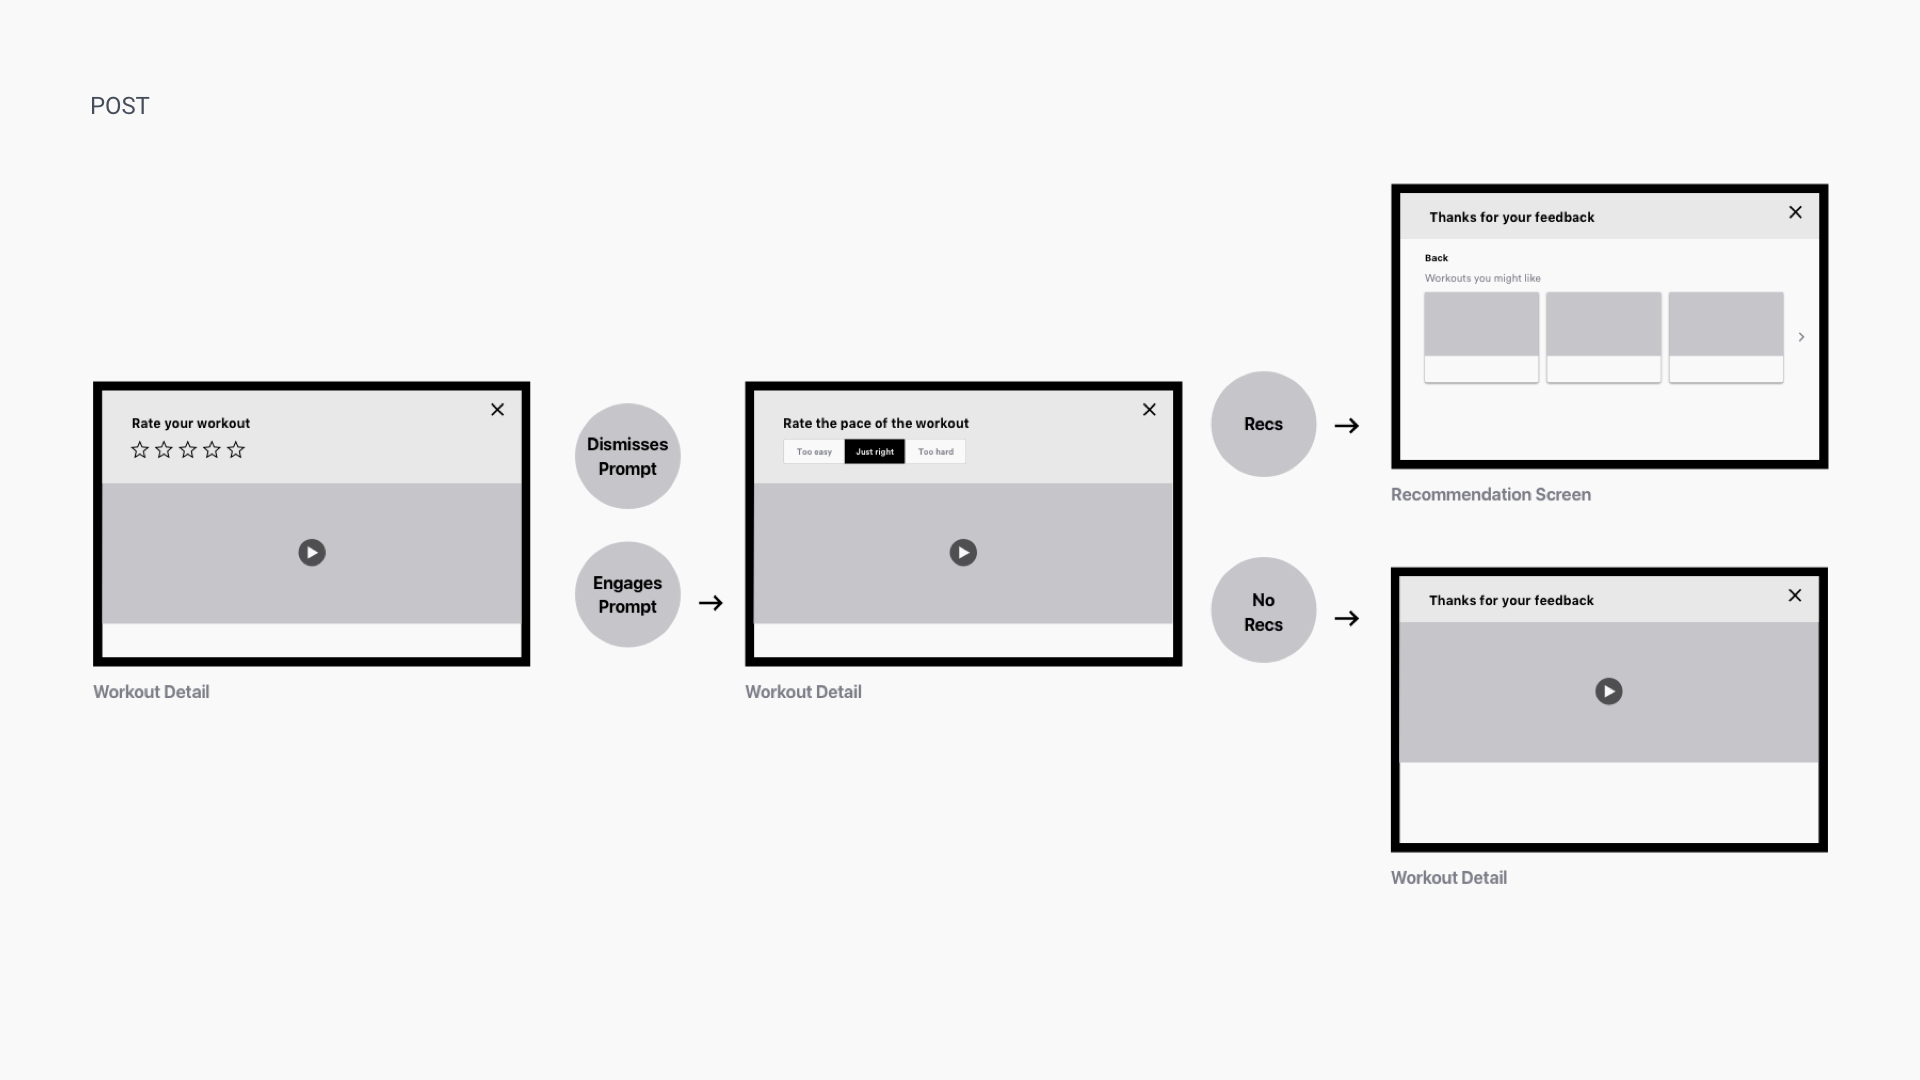 POST
Rate your workout
Workout Detail
Dismisses
Prompt
Engages
Prompt
Rate the pace of the workout
Too easy
Just right
Too hard
Workout Detail
Recs
No
Recs
Thanks for your feedback
Back
Workouts you might like
Recommendation Screen
Thanks for your feedback
Workout Detail